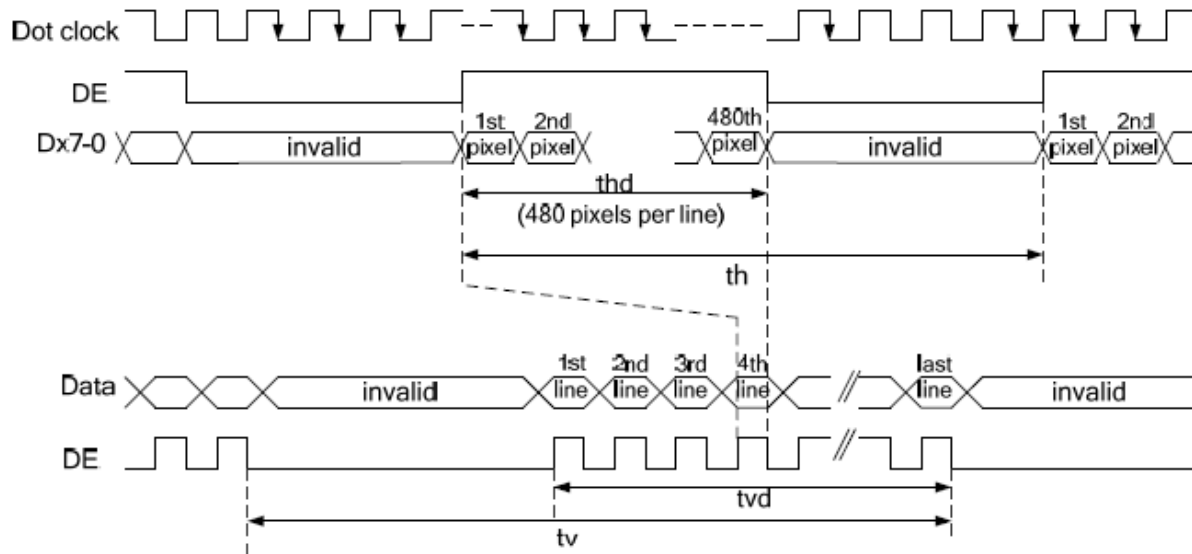 Dot clock
DE
Dx7-0
invalid
1st pixel
2nd pixel
480th pixel
invalid
1st pixel
2nd pixel
thd
(480 pixels per line)
th
Data
invalid
1st line
2nd line
3rd line
4th line
last line
invalid
DE
tvd
tv